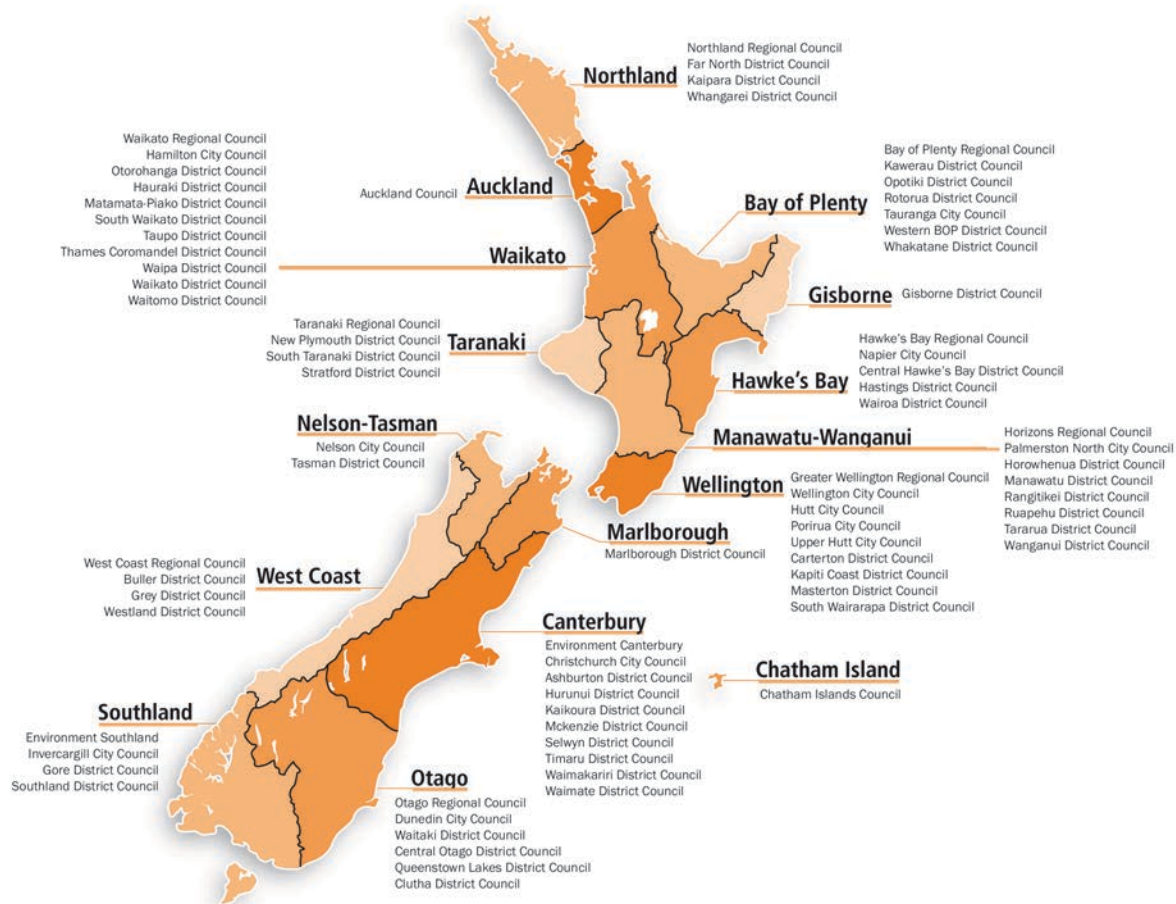 Northland
Northland Regional Council
Far North District Council
Kaipara District Council
Whangarei District Council
Auckland Council
Auckland
Waikato Regional Council
Hamilton City Council
Otorohanga District Council
Hauraki District Council
Matamata-Piako District Council
South Waikato District Council
Taupo District Council
Thames Coromandel District Council
Waipa District Council
Waikato District Council
Waitomo District Council
Waikato
Bay of Plenty
Bay of Plenty Regional Council
Kawerau District Council
Opotiki District Council
Rotorua District Council
Tauranga City Council
Western BOP District Council
Whakatane District Council
Gisborne
Gisborne District Council
Taranaki Regional Council
New Plymouth District Council
South Taranaki District Council
Stratford District Council
Taranaki
Hawke's Bay
Hawke's Bay Regional Council
Napier City Council
Central Hawke's Bay District Council
Hastings District Council
Wairoa District Council
Nelson-Tasman
Nelson City Council
Tasman District Council
Manawatu-Wanganui
Horizons Regional Council
Palmerston North City Council
Horowhenua District Council
Manawatu District Council
Rangitikei District Council
Ruapehu District Council
Tararua District Council
Wanganui District Council
Wellington
Greater Wellington Regional Council
Wellington City Council
Hutt City Council
Porirua City Council
Upper Hutt City Council
Carterton District Council
Kapiti Coast District Council
Masterton District Council
South Wairarapa District Council
Marlborough
Marlborough District Council
West Coast Regional Council
Buller District Council
Grey District Council
Westland District Council
West Coast
Canterbury
Environment Canterbury
Christchurch City Council
Ashburton District Council
Hurunui District Council
Kaikoura District Council
Mckenzie District Council
Selwyn District Council
Timaru District Council
Waimakariri District Council
Waimate District Council
Chatham Island
Chatham Islands Council
Southland
Environment Southland
Invercargill City Council
Gore District Council
Southland District Council
Otago
Otago Regional Council
Dunedin City Council
Waitaki District Council
Central Otago District Council
Queenstown Lakes District Council
Clutha District Council